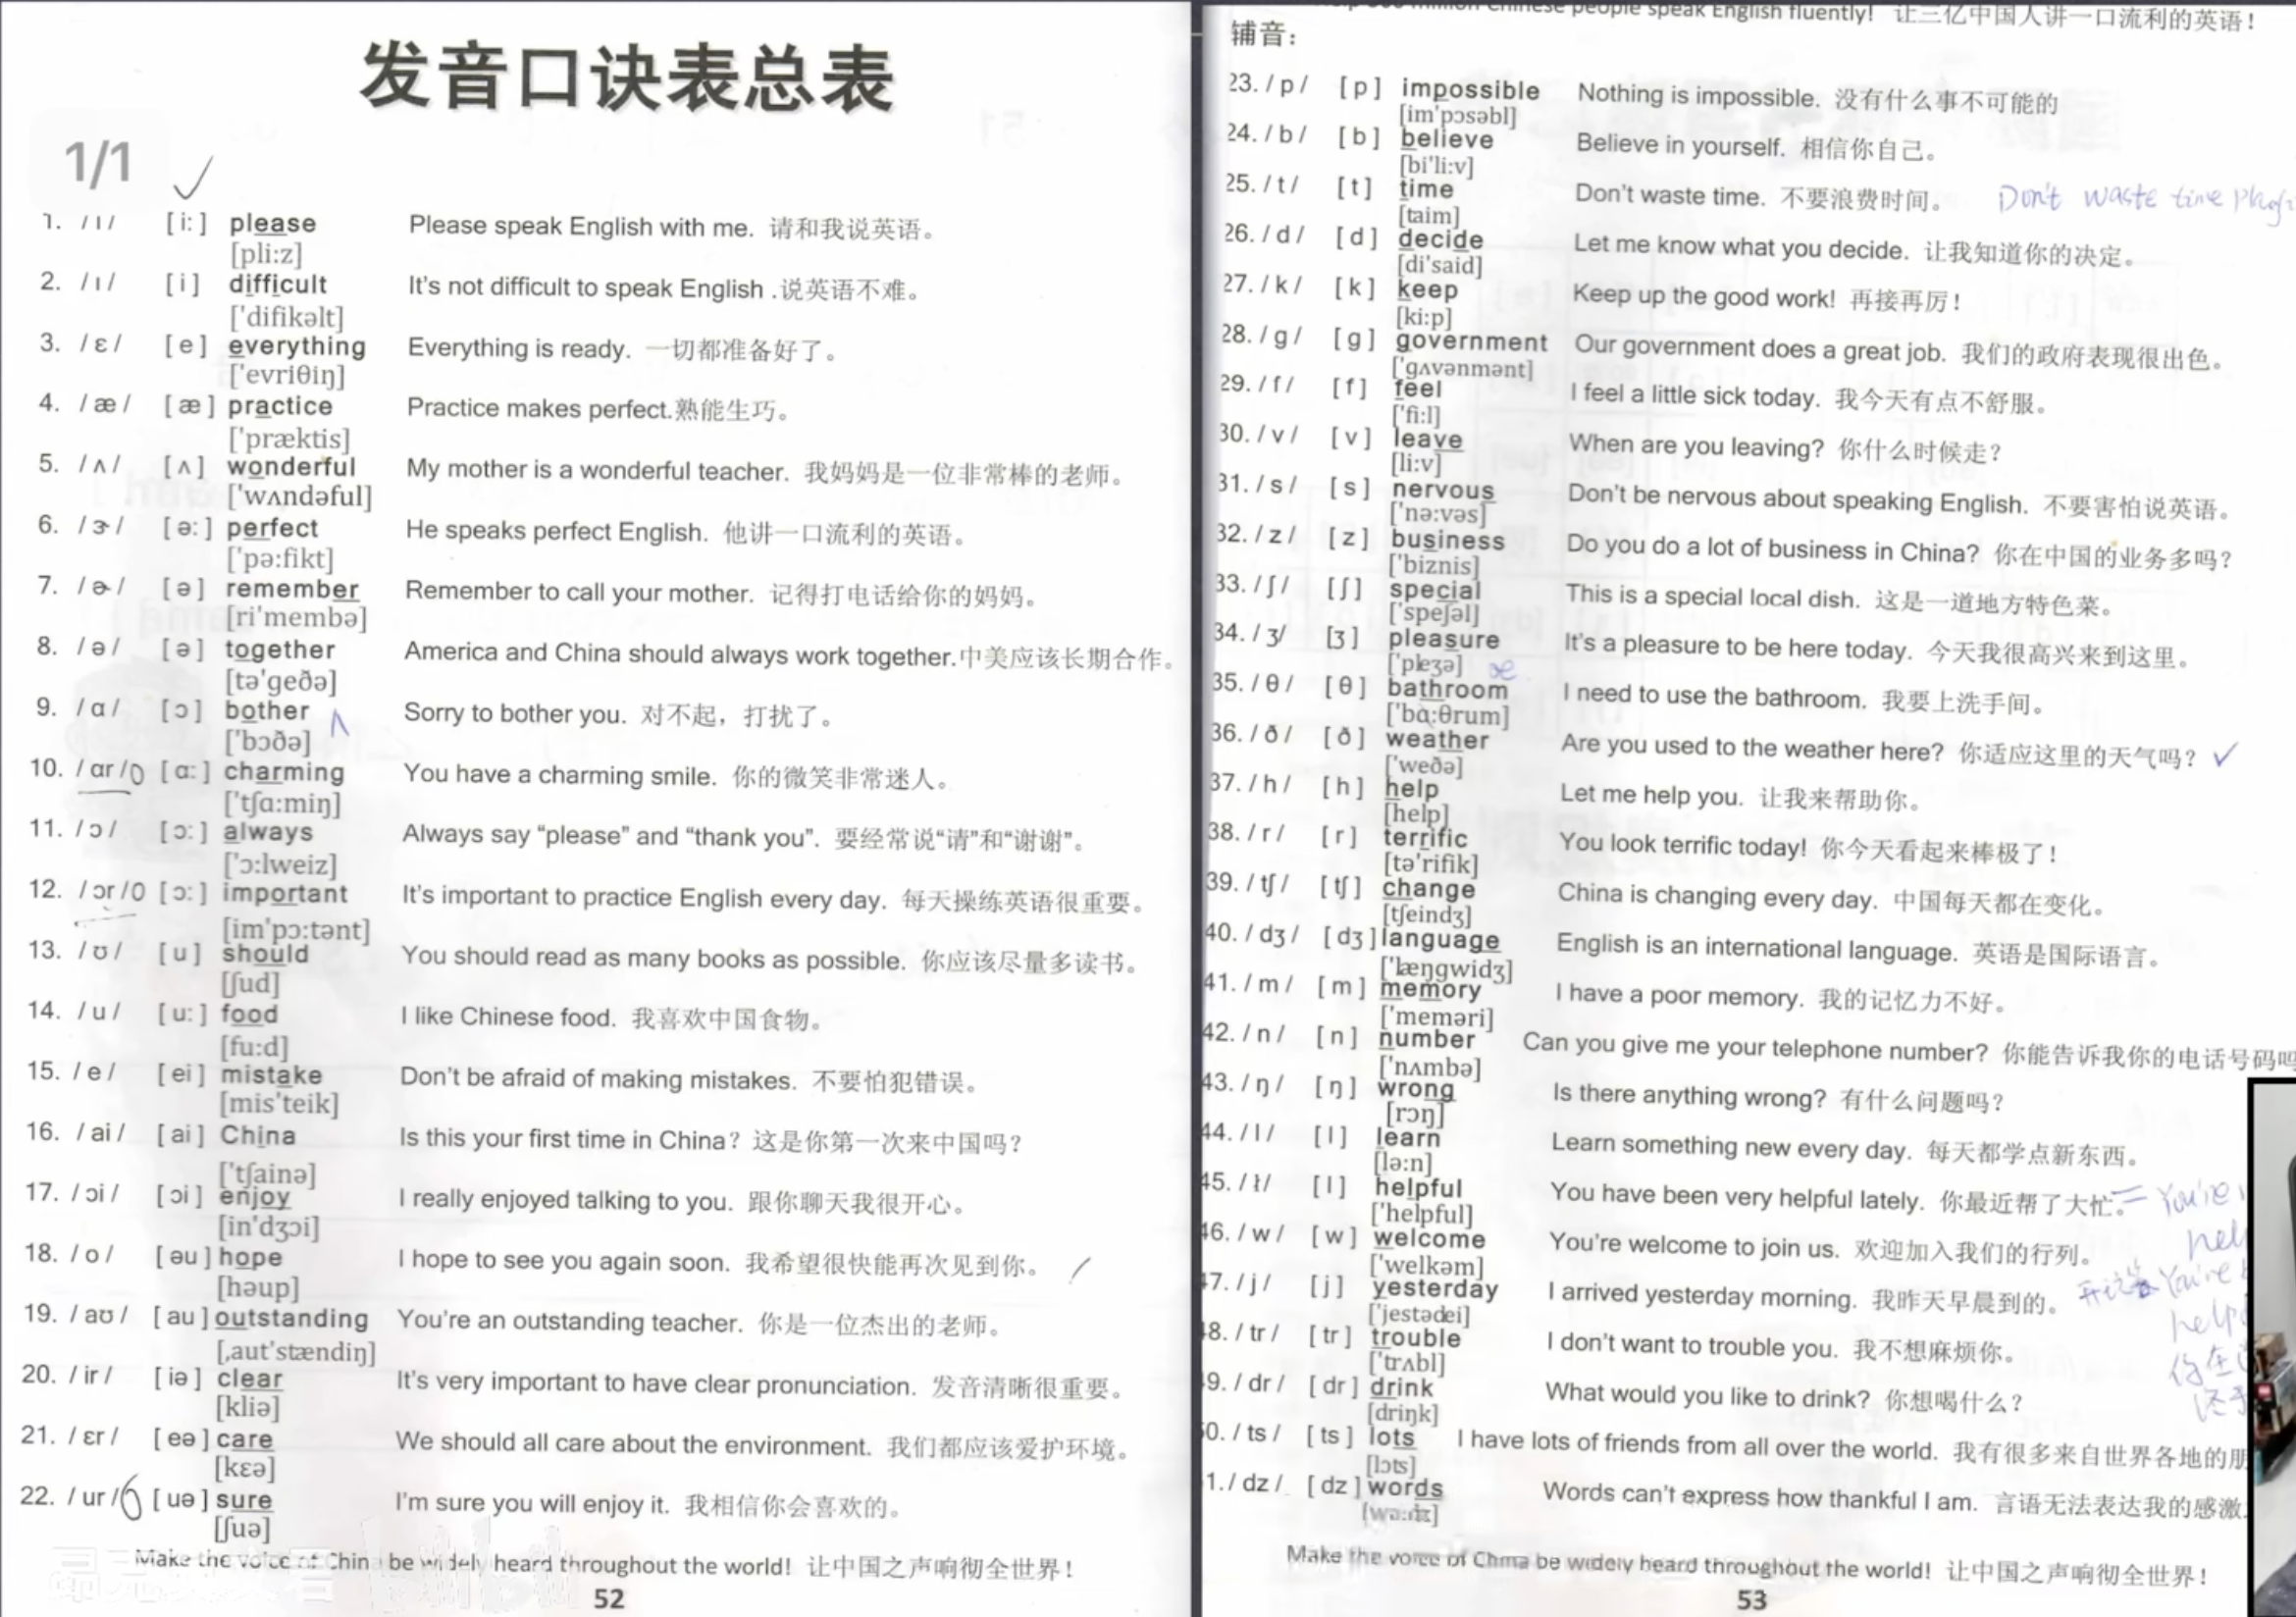 发音口诀表总表
1/1
1. /ı/ [i:] please Please speak English with me. 请和我说英语。
[pli:z]
2. /ı/ [i] difficult It's not difficult to speak English .说英语不难。
['difikəlt]
3. /ɛ/ [e] everything Everything is ready. 一切都准备好了。
['evriθiŋ]
4. /æ/ [æ] practice Practice makes perfect.熟能生巧。
['præktis]
5. /ʌ/ [ʌ] wonderful My mother is a wonderful teacher. 我妈妈是一位非常棒的老师。
['wʌndəful]
6. /ɝ/ [ə:] perfect He speaks perfect English. 他讲一口流利的英语。
['pə:fikt]
7. /ɚ/ [ə] remember Remember to call your mother. 记得打电话给你的妈妈。
[ri'membə]
8. /ə/ [ə] together America and China should always work together.中美应该长期合作。
[tə'geðə]
9. /ɑ/ [ɔ] bother ʌ Sorry to bother you. 对不起，打扰了。
['bɔðə]
10. /ɑr/ [ɑ:] charming You have a charming smile. 你的微笑非常迷人。
['tʃɑ:miŋ]
11. /ɔ/ [ɔ:] always Always say “please” and “thank you”. 要经常说“请”和“谢谢”。
['ɔ:lweiz]
12. /ɔr/ [ɔ:] important It's important to practice English every day. 每天操练英语很重要。
[im'pɔ:tənt]
13. /ʊ/ [u] should You should read as many books as possible. 你应该尽量多读书。
[ʃud]
14. /u/ [u:] food I like Chinese food. 我喜欢中国食物。
[fu:d]
15. /e/ [ei] mistake Don't be afraid of making mistakes. 不要怕犯错误。
[mis'teik]
16. /ai/ [ai] China Is this your first time in China? 这是你第一次来中国吗?
['tʃainə]
17. /ɔi/ [ɔi] enjoy I really enjoyed talking to you. 跟你聊天我很开心。
[in'dʒɔi]
18. /o/ [əu] hope I hope to see you again soon. 我希望很快能再次见到你。
[həup]
19. /aʊ/ [au] outstanding You're an outstanding teacher. 你是一位杰出的老师。
[,aut'stændiŋ]
20. /ir/ [iə] clear It's very important to have clear pronunciation. 发音清晰很重要。
[kliə]
21. /ɛr/ [eə] care We should all care about the environment. 我们都应该爱护环境。
[kɛə]
22. /ur/ [uə] sure I'm sure you will enjoy it. 我相信你会喜欢的。
[ʃuə]
Make the voice of China be widely heard throughout the world! 让中国之声响彻全世界!
52
million Chinese people speak English fluently! 让三亿中国人讲一口流利的英语!
辅音:
23. /p/ [p] impossible Nothing is impossible. 没有什么事不可能的
[im'pɔsəbl]
24. /b/ [b] believe Believe in yourself. 相信你自己。
[bi'li:v]
25. /t/ [t] time Don't waste time. 不要浪费时间。 Don't waste time
[taim]
26. /d/ [d] decide Let me know what you decide. 让我知道你的决定。
[di'said]
27. /k/ [k] keep Keep up the good work! 再接再厉!
[ki:p]
28. /g/ [g] government Our government does a great job. 我们的政府表现很出色。
['gʌvənmənt]
29. /f/ [f] feel I feel a little sick today. 我今天有点不舒服。
['fi:l]
30. /v/ [v] leave When are you leaving? 你什么时候走?
[li:v]
31. /s/ [s] nervous Don't be nervous about speaking English. 不要害怕说英语。
['nə:vəs]
32. /z/ [z] business Do you do a lot of business in China? 你在中国的业务多吗?
['biznis]
33. /ʃ/ [ʃ] special This is a special local dish. 这是一道地方特色菜。
['speʃəl]
34. /ʒ/ [ʒ] pleasure It's a pleasure to be here today. 今天我很高兴来到这里。
['pleʒə] æ
35. /θ/ [θ] bathroom I need to use the bathroom. 我要上洗手间。
['bɑ:θrum]
36. /ð/ [ð] weather Are you used to the weather here? 你适应这里的天气吗?
['weðə]
37. /h/ [h] help Let me help you. 让我来帮助你。
[help]
38. /r/ [r] terrific You look terrific today! 你今天看起来棒极了!
[tə'rifik]
39. /tʃ/ [tʃ] change China is changing every day. 中国每天都在变化。
[tʃeindʒ]
40. /dʒ/ [dʒ] language English is an international language. 英语是国际语言。
['læŋgwidʒ]
41. /m/ [m] memory I have a poor memory. 我的记忆力不好。
['meməri]
42. /n/ [n] number Can you give me your telephone number? 你能告诉我你的电话号码吗
['nʌmbə]
43. /ŋ/ [ŋ] wrong Is there anything wrong? 有什么问题吗?
[rɔŋ]
44. /l/ [l] learn Learn something new every day. 每天都学点新东西。
[lə:n]
45. /ɫ/ [l] helpful You have been very helpful lately. 你最近帮了大忙。= You're
['helpful]
46. /w/ [w] welcome You're welcome to join us. 欢迎加入我们的行列。
['welkəm]
47. /j/ [j] yesterday I arrived yesterday morning. 我昨天早晨到的。 You're
['jestədei]
48. /tr/ [tr] trouble I don't want to trouble you. 我不想麻烦你。
['trʌbl]
49. /dr/ [dr] drink What would you like to drink? 你想喝什么?
[driŋk]
50. /ts/ [ts] lots I have lots of friends from all over the world. 我有很多来自世界各地的朋
[lɔts]
51. /dz/ [dz] words Words can't express how thankful I am. 言语无法表达我的感激
Make the voice of China be widely heard throughout the world! 让中国之声响彻全世界!
53